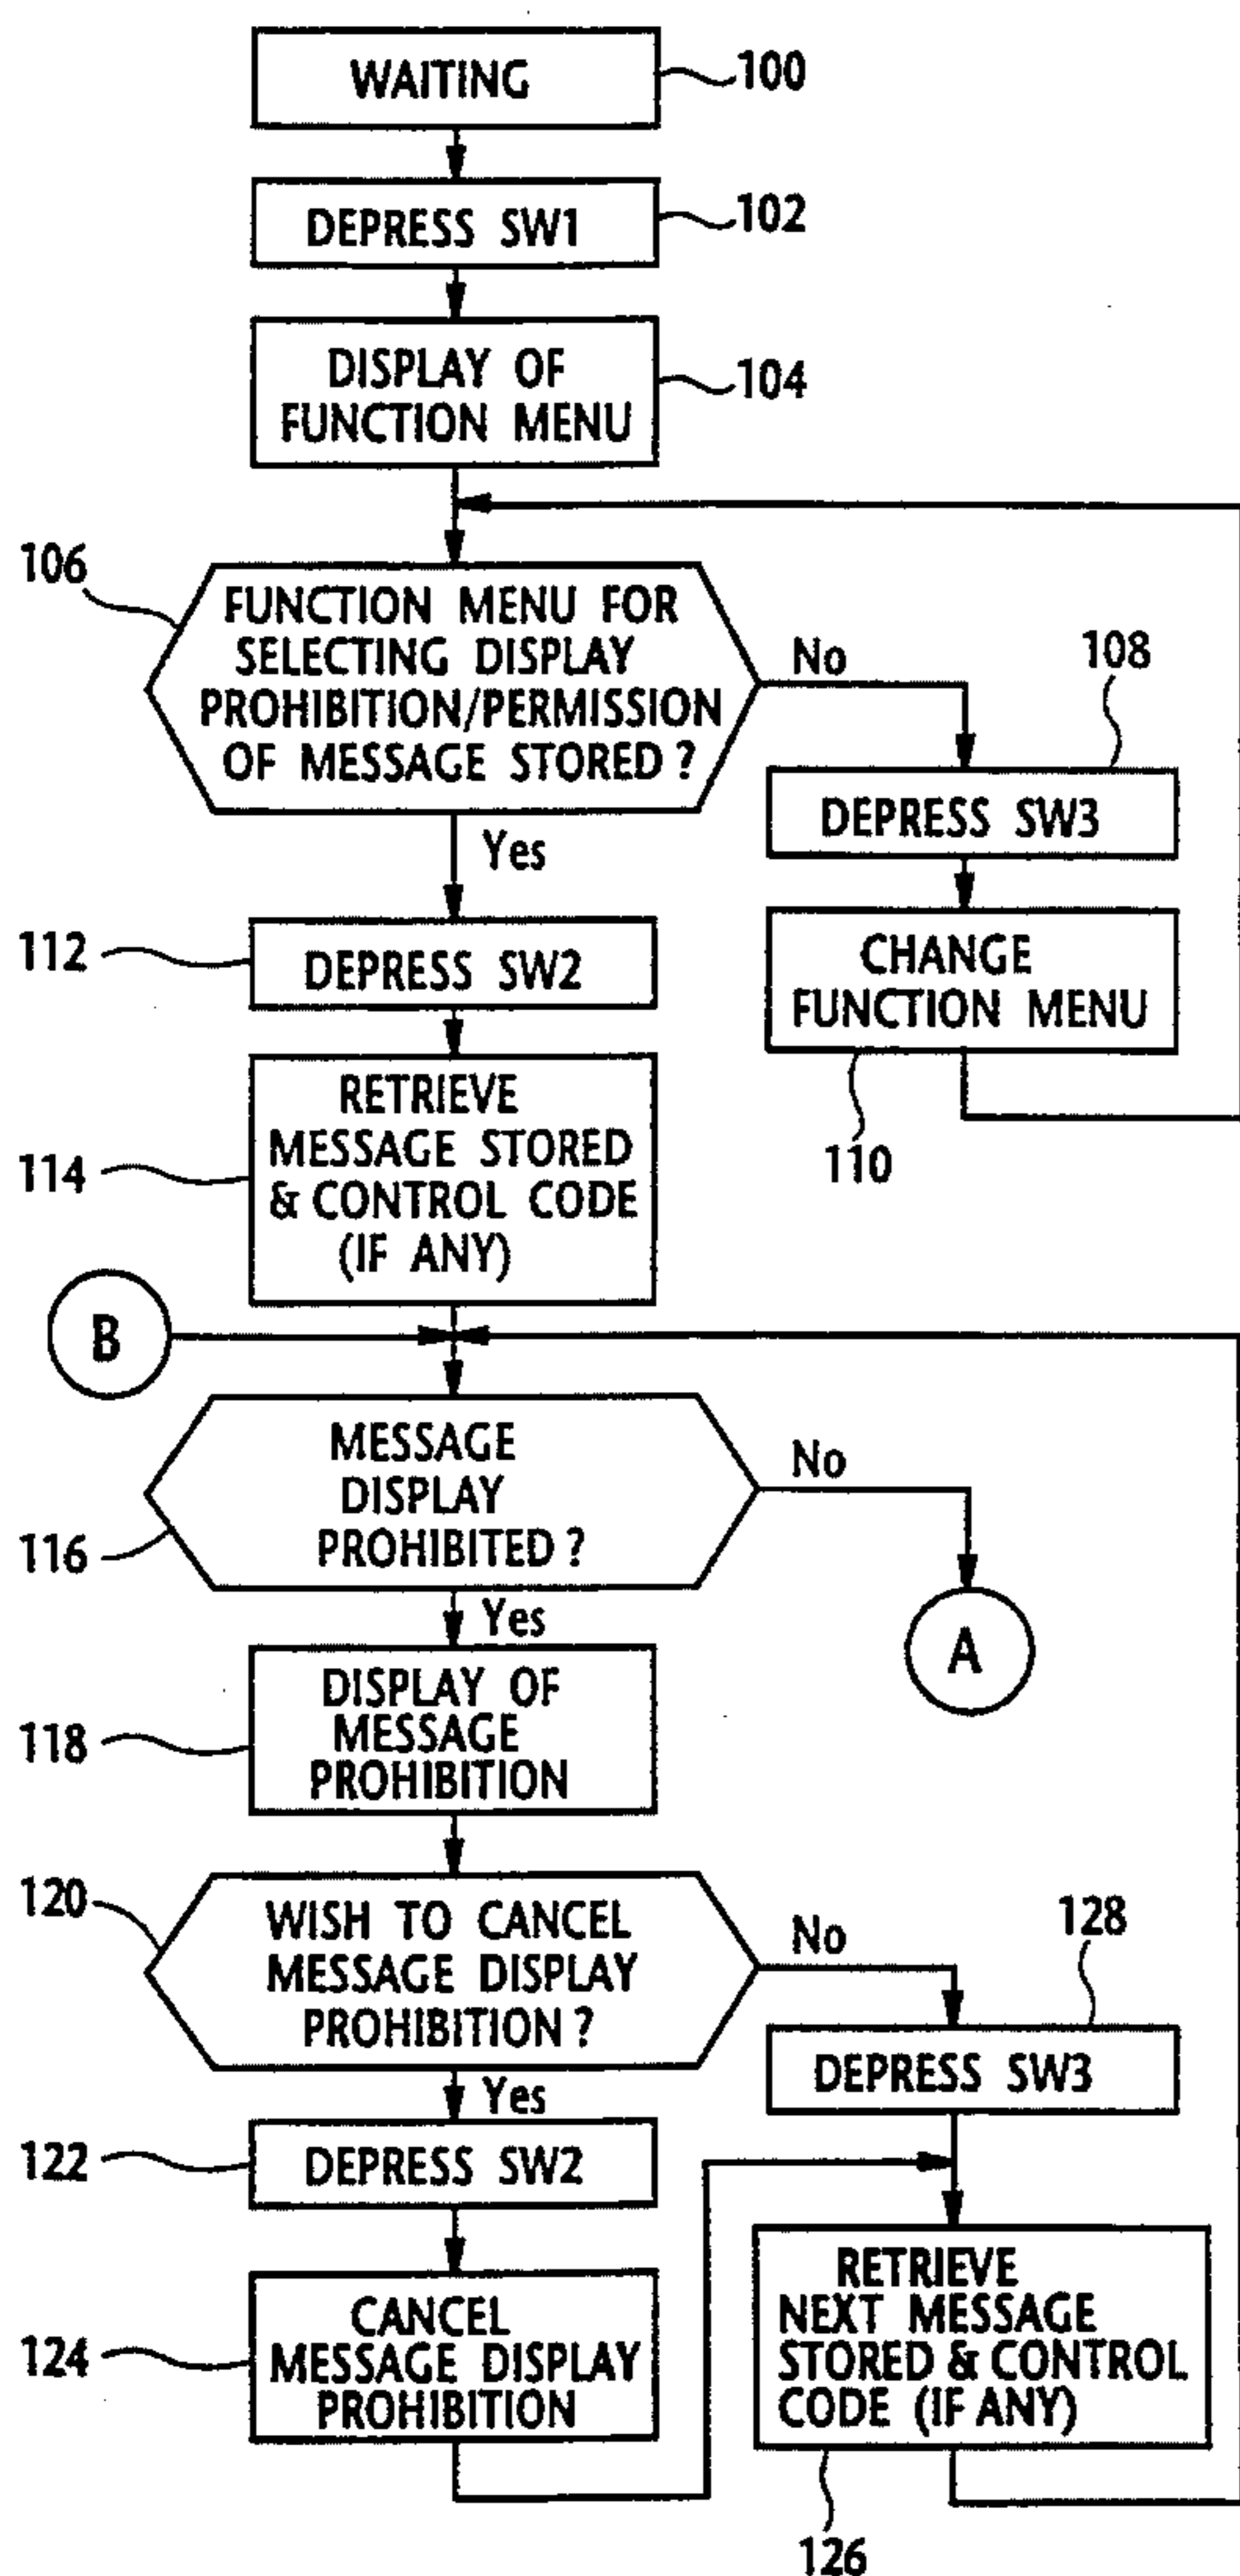 WAITING
100
DEPRESS SW1
102
DISPLAY OF
FUNCTION MENU
104
106
FUNCTION MENU FOR
SELECTING DISPLAY
PROHIBITION/PERMISSION
OF MESSAGE STORED ?
No
108
DEPRESS SW3
Yes
CHANGE
FUNCTION MENU
110
112
DEPRESS SW2
114
RETRIEVE
MESSAGE STORED
& CONTROL CODE
(IF ANY)
B
116
MESSAGE
DISPLAY
PROHIBITED ?
No
A
Yes
118
DISPLAY OF
MESSAGE
PROHIBITION
120
WISH TO CANCEL
MESSAGE DISPLAY
PROHIBITION ?
No
128
DEPRESS SW3
Yes
122
DEPRESS SW2
124
CANCEL
MESSAGE DISPLAY
PROHIBITION
RETRIEVE
NEXT MESSAGE
STORED & CONTROL
CODE (IF ANY)
126